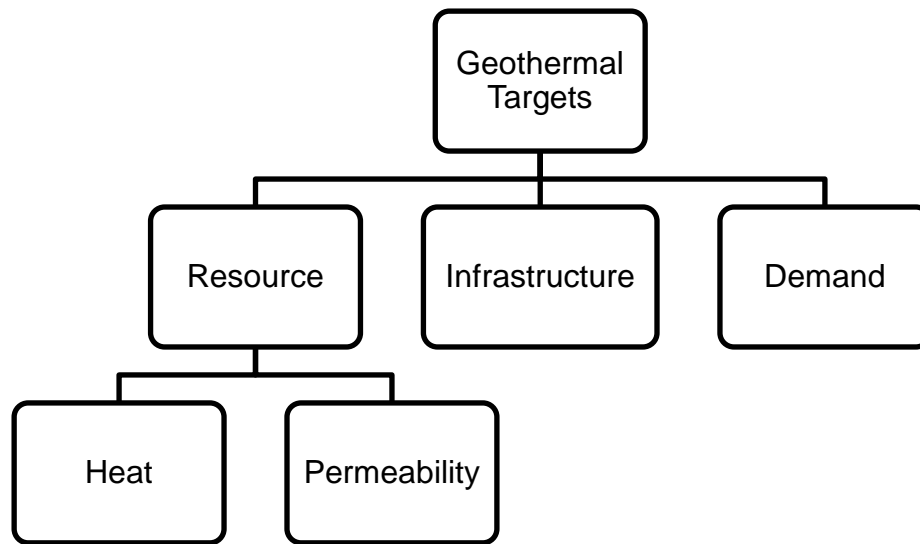 Geothermal
Targets
Resource
Infrastructure
Demand
Heat
Permeability